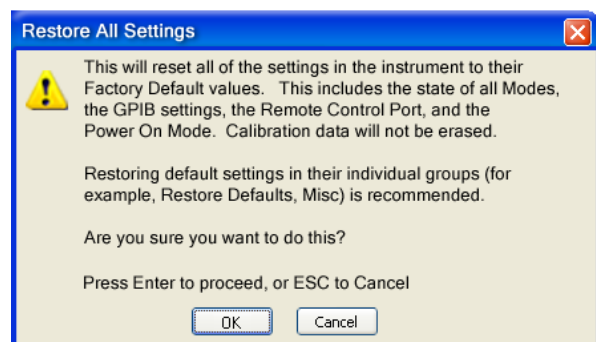 Restore All Settings
This will reset all of the settings in the instrument to their
Factory Default values. This includes the state of all Modes,
the GPIB settings, the Remote Control Port, and the
Power On Mode. Calibration data will not be erased.
Restoring default settings in their individual groups (for
example, Restore Defaults, Misc) is recommended.
Are you sure you want to do this?
Press Enter to proceed, or ESC to Cancel
OK Cancel